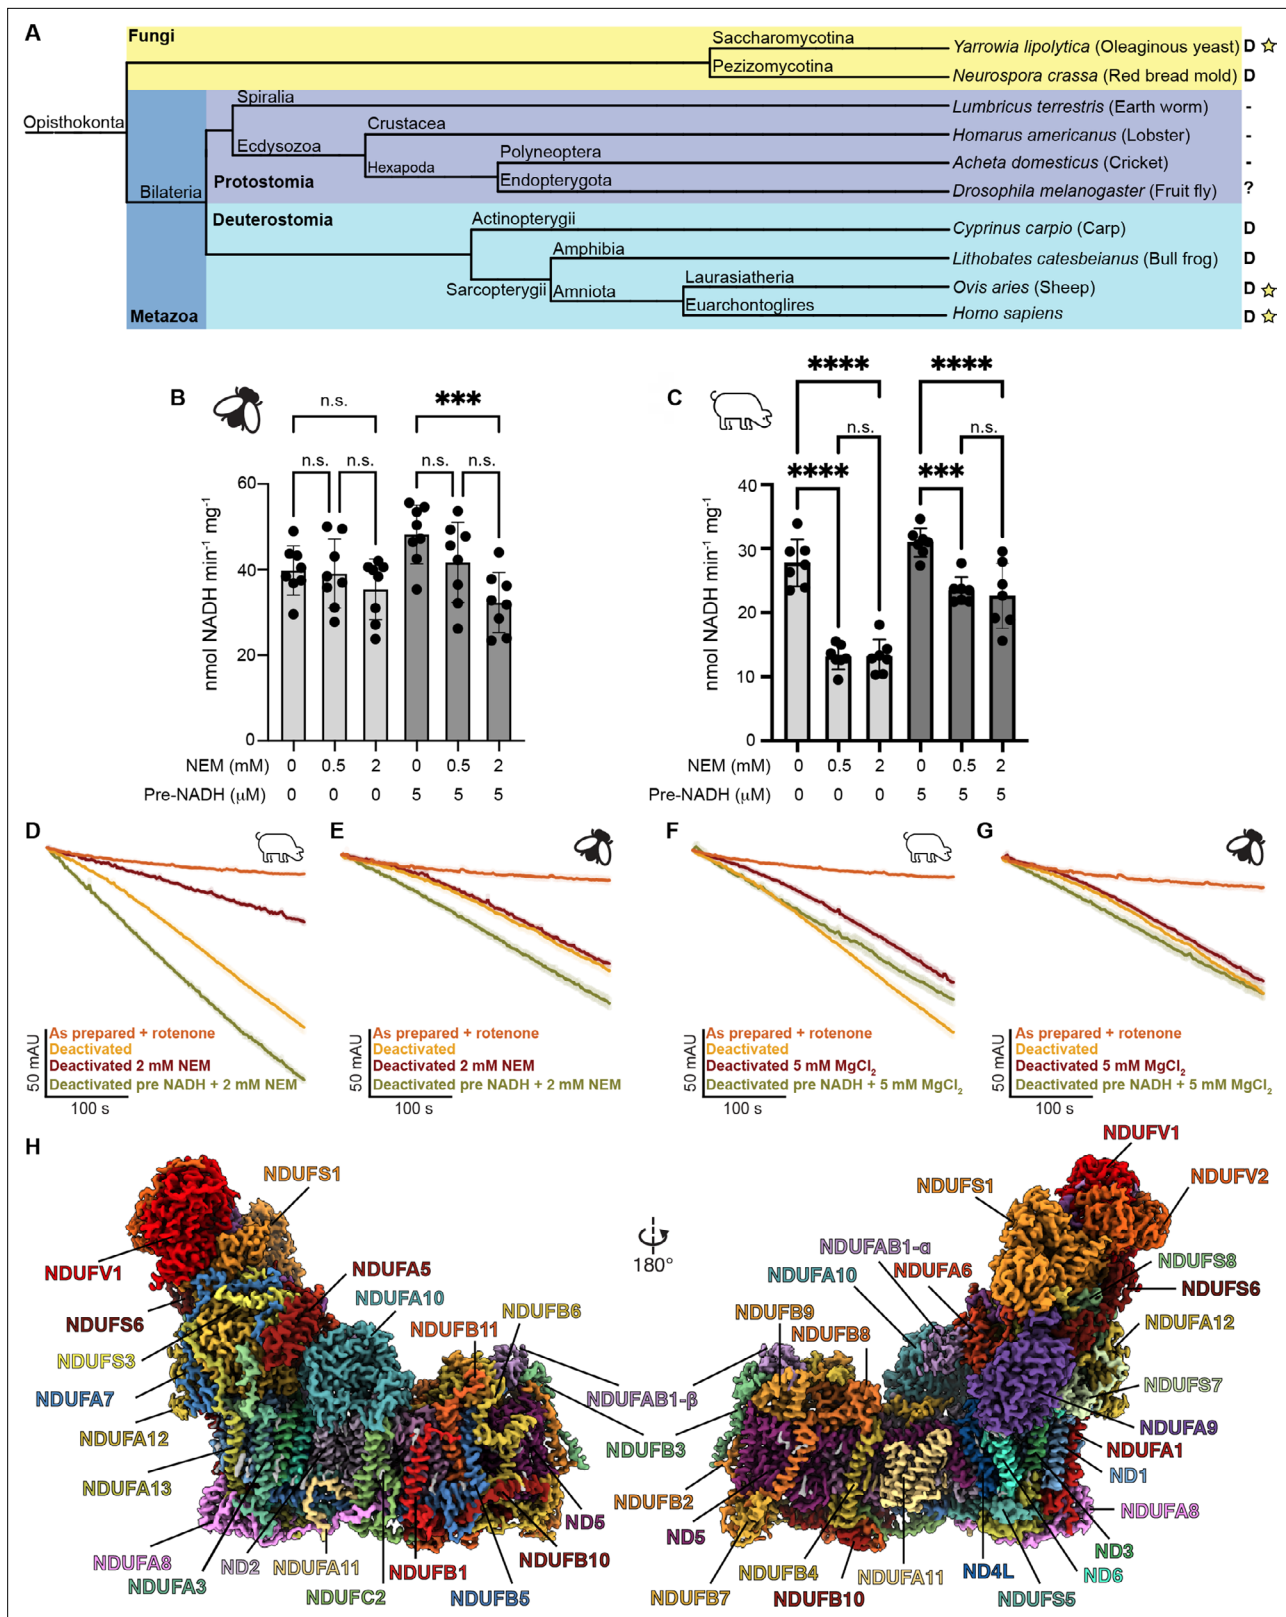 A
Fungi
Saccharomycotina
Yarrowia lipolytica (Oleaginous yeast) D
Pezizomycotina
Neurospora crassa (Red bread mold) D
Opisthokonta
Spiralia
Lumbricus terrestris (Earth worm) -
Crustacea
Homarus americanus (Lobster) -
Ecdysozoa
Polyneoptera
Hexapoda
Acheta domesticus (Cricket) -
Endopterygota
Bilateria
Protostomia
Drosophila melanogaster (Fruit fly) ?
Deuterostomia
Actinopterygii
Cyprinus carpio (Carp) D
Amphibia
Lithobates catesbeianus (Bull frog) D
Laurasiatheria
Sarcopterygii
Amniota
Ovis aries (Sheep) D
Euarchontoglires
Metazoa
Homo sapiens D
B
n.s.
***
n.s. n.s. n.s. n.s.
nmol NADH min-1 mg-1
60
40
20
0
NEM (mM) 0 0.5 2 0 0.5 2
Pre-NADH (μM) 0 0 0 5 5 5
C
**** ****
n.s. n.s.
**** ***
nmol NADH min-1 mg-1
40
30
20
10
0
NEM (mM) 0 0.5 2 0 0.5 2
Pre-NADH (μM) 0 0 0 5 5 5
D
50 mAU
As prepared + rotenone
Deactivated
Deactivated 2 mM NEM
Deactivated pre NADH + 2 mM NEM
100 s
E
50 mAU
As prepared + rotenone
Deactivated
Deactivated 2 mM NEM
Deactivated pre NADH + 2 mM NEM
100 s
F
50 mAU
As prepared + rotenone
Deactivated
Deactivated 5 mM MgCl2
Deactivated pre NADH + 5 mM MgCl2
100 s
G
50 mAU
As prepared + rotenone
Deactivated
Deactivated 5 mM MgCl2
Deactivated pre NADH + 5 mM MgCl2
100 s
H
NDUFS1
NDUFV1
NDUFA5
NDUFA10
NDUFS6
NDUFB11
NDUFB6
NDUFS3
NDUFA7
NDUFA12
NDUFA13
NDUFA8
NDUFA3
ND2
NDUFA11
NDUFC2
NDUFB1
NDUFB5
NDUFB10
ND5
NDUFAB1-β
NDUFB3
180°
NDUFV1
NDUFS1
NDUFV2
NDUFAB1-α
NDUFA10
NDUFA6
NDUFS8
NDUFS6
NDUFB9
NDUFB8
NDUFA12
NDUFS7
NDUFA9
NDUFA1
ND1
NDUFA8
NDUFB2
ND5
ND3
ND6
NDUFB7
NDUFB4
NDUFB10
NDUFA11
ND4L
NDUFS5